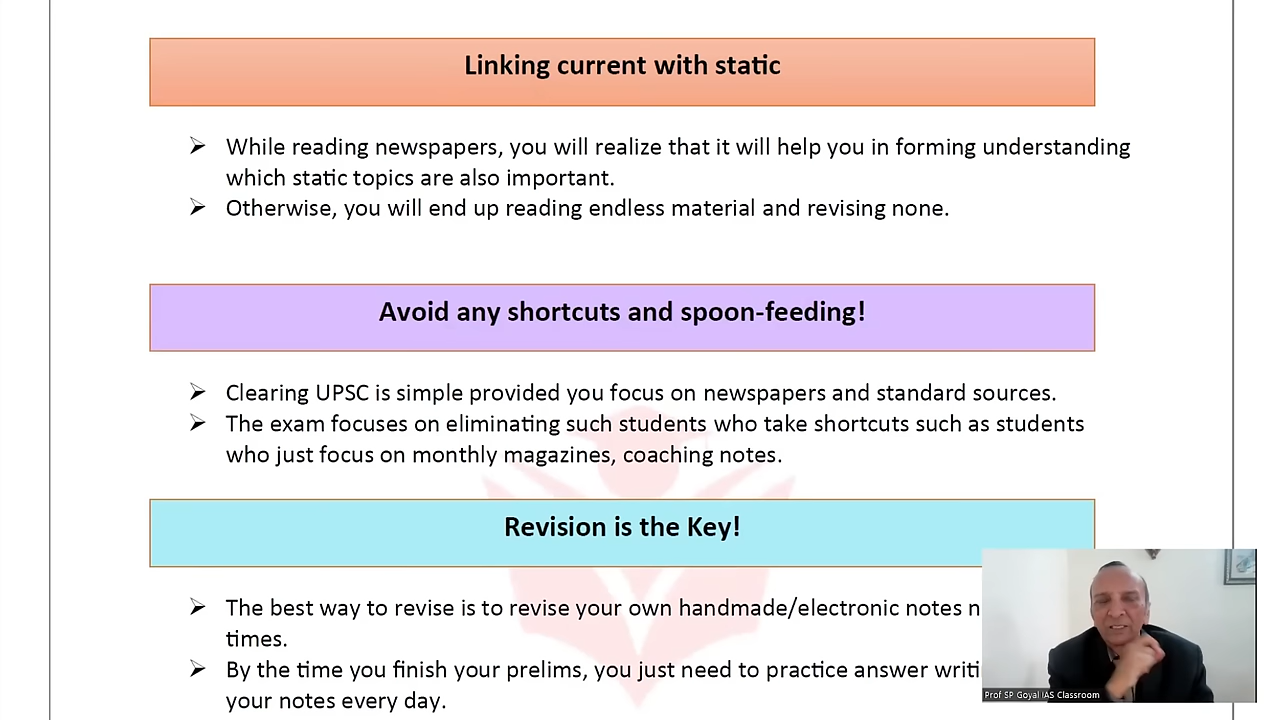 Linking current with static
➢ While reading newspapers, you will realize that it will help you in forming understanding
which static topics are also important.
➢ Otherwise, you will end up reading endless material and revising none.
Avoid any shortcuts and spoon-feeding!
➢ Clearing UPSC is simple provided you focus on newspapers and standard sources.
➢ The exam focuses on eliminating such students who take shortcuts such as students
who just focus on monthly magazines, coaching notes.
Revision is the Key!
➢ The best way to revise is to revise your own handmade/electronic notes n
times.
➢ By the time you finish your prelims, you just need to practice answer writi
your notes every day.
Prof SP Goyal IAS Classroom